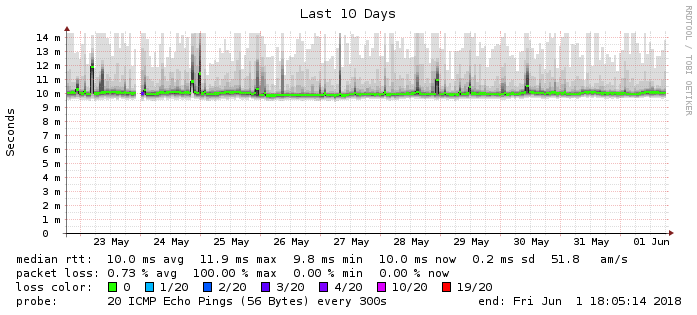 Last 10 Days
RRDTOOL / TOBI OETIKER
Seconds
14 m
13 m
12 m
11 m
10 m
9 m
8 m
7 m
6 m
5 m
4 m
3 m
2 m
1 m
0
23 May 24 May 25 May 26 May 27 May 28 May 29 May 30 May 31 May 01 Jun
median rtt: 10.0 ms avg 11.9 ms max 9.8 ms min 10.0 ms now 0.2 ms sd 51.8 am/s
packet loss: 0.73 % avg 100.00 % max 0.00 % min 0.00 % now
loss color: 0 1/20 2/20 3/20 4/20 10/20 19/20
probe: 20 ICMP Echo Pings (56 Bytes) every 300s end: Fri Jun 1 18:05:14 2018